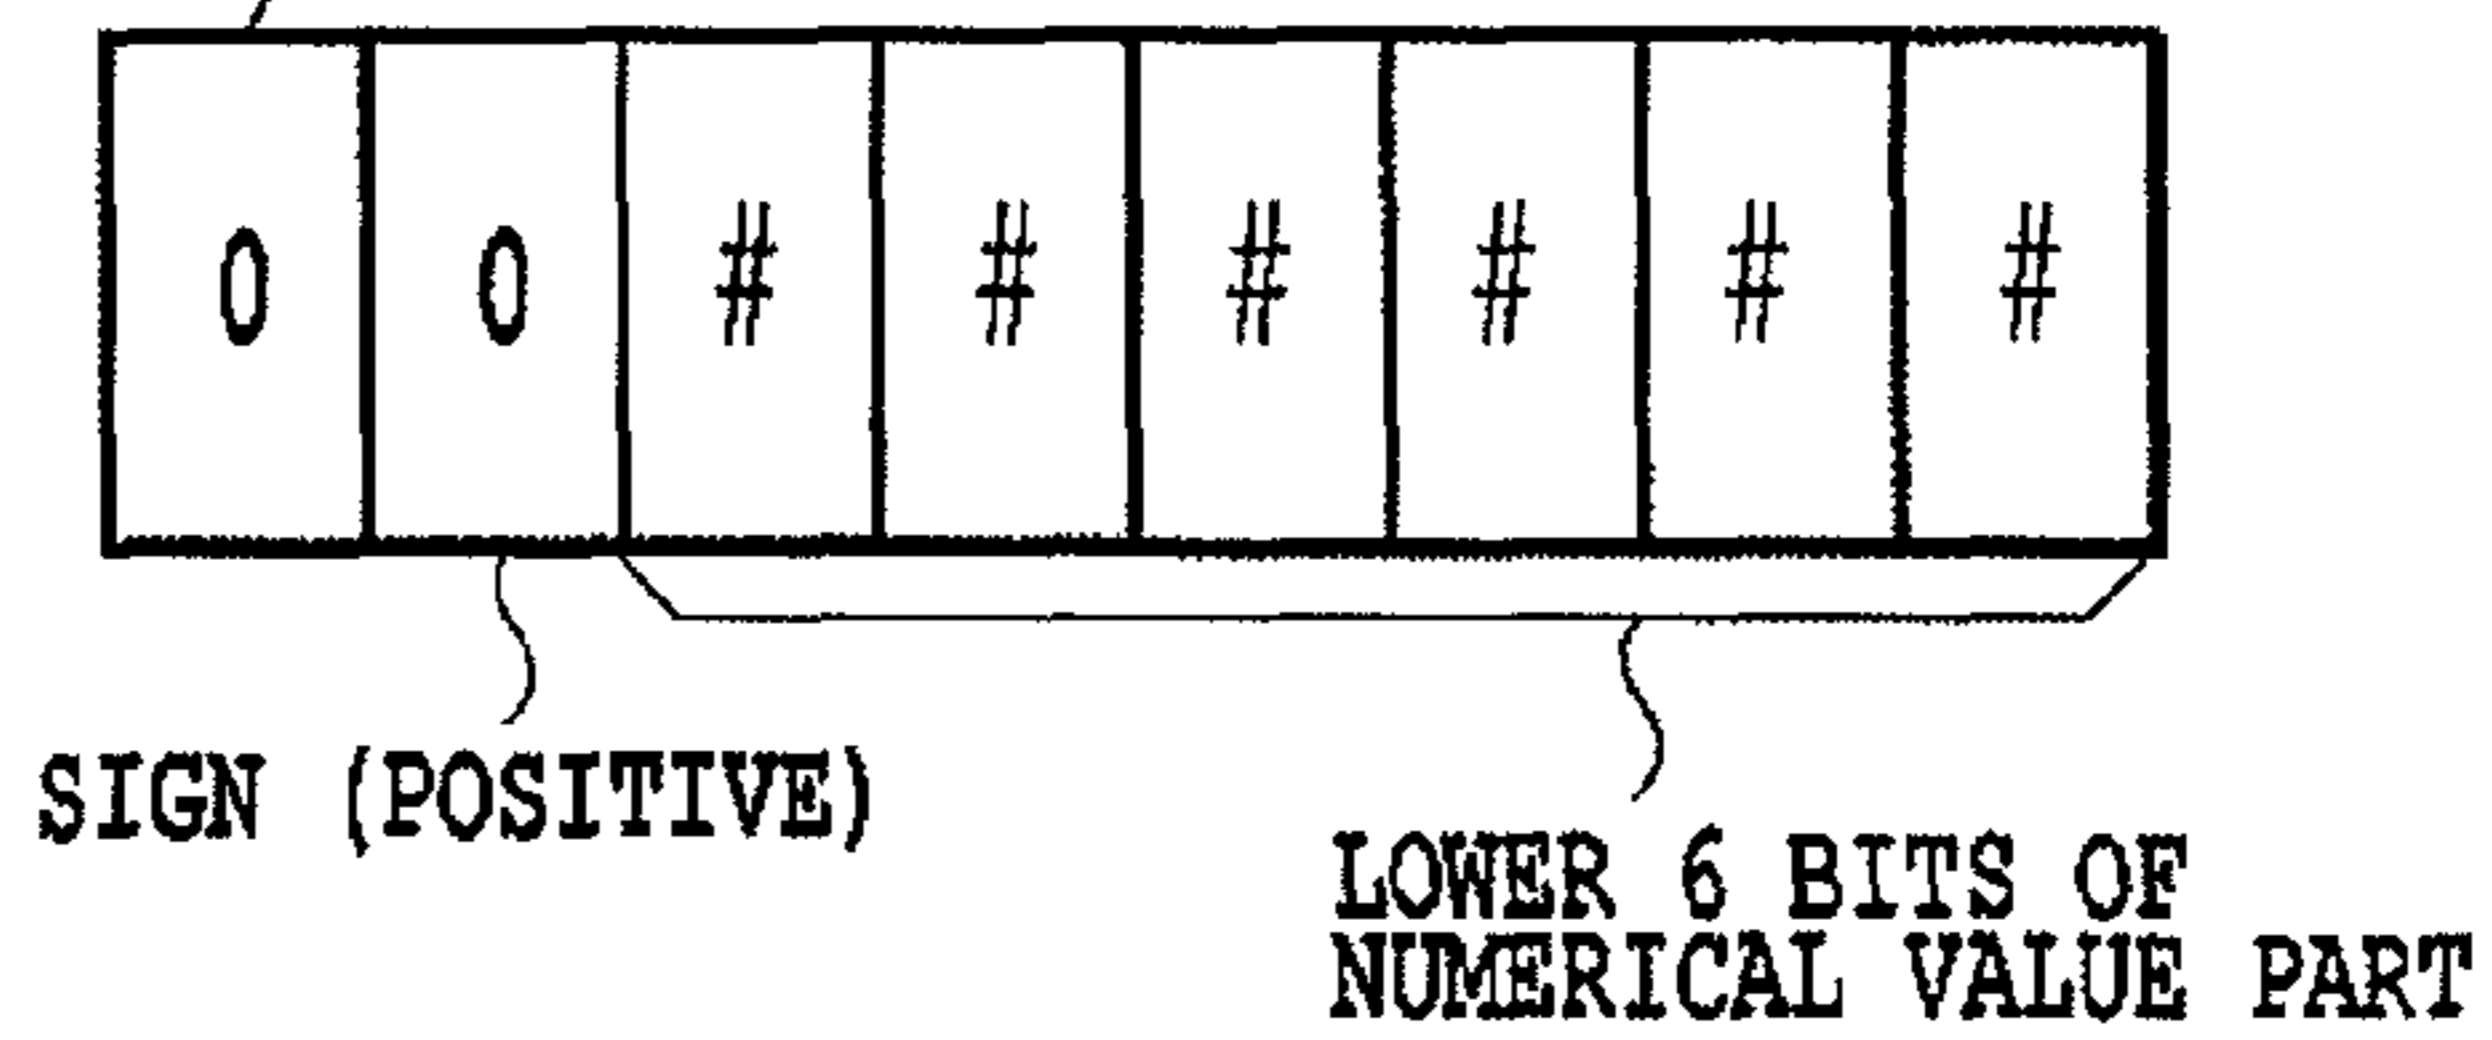 0 0 # # # # # #
SIGN (POSITIVE)
LOWER 6 BITS OF
NUMERICAL VALUE PART